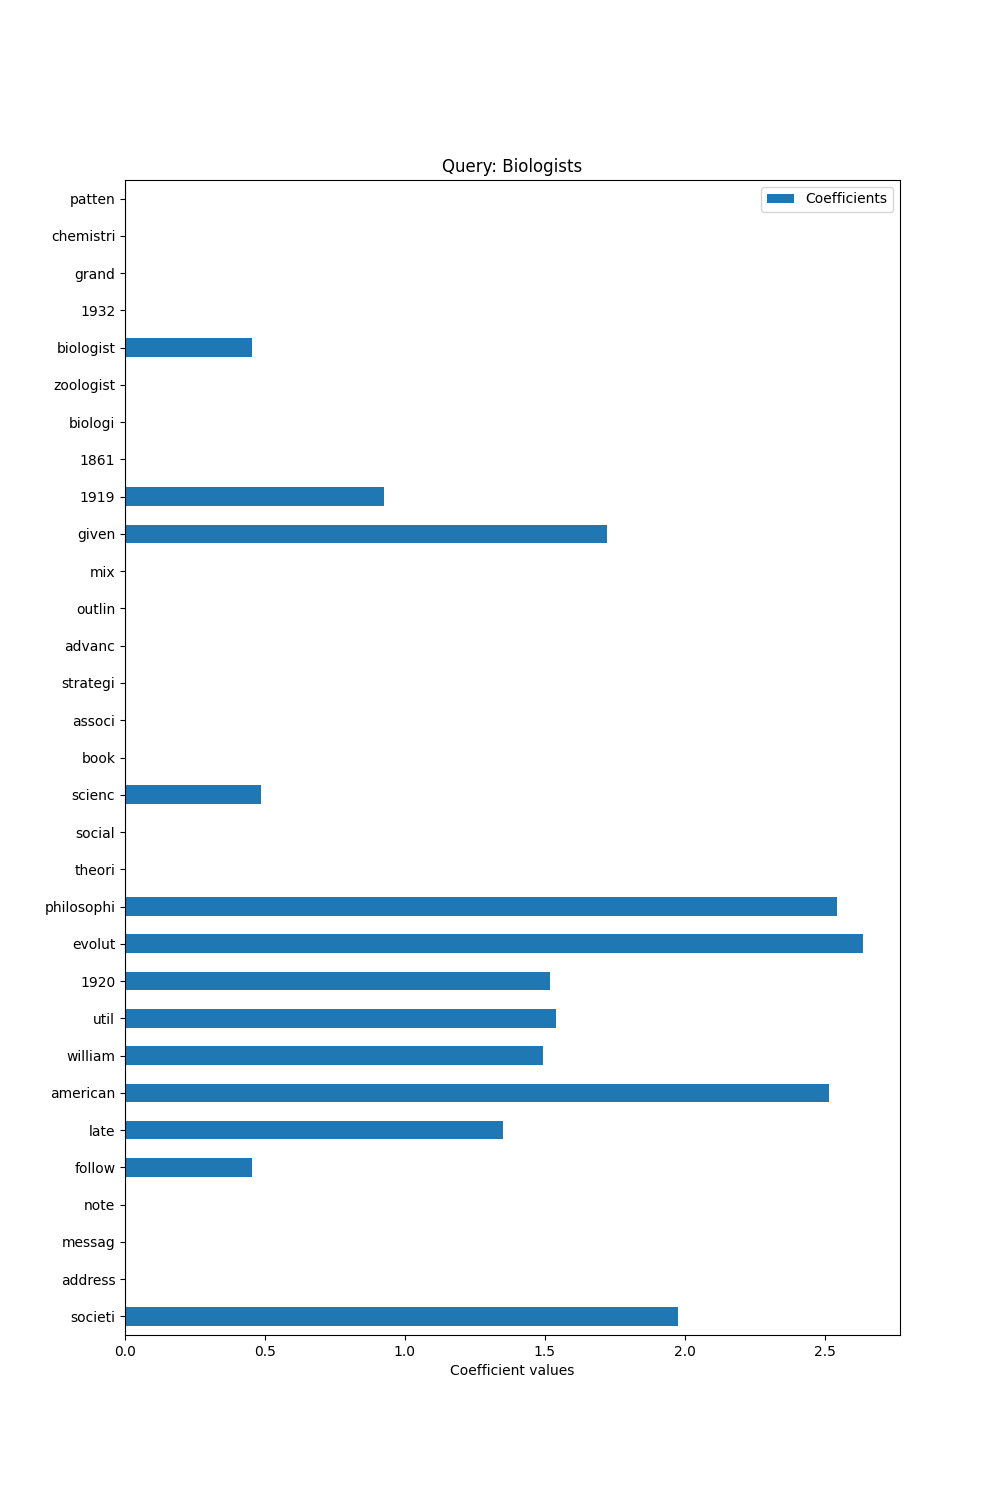 Query: Biologists
Coefficients
patten
chemistri
grand
1932
biologist
zoologist
biologi
1861
1919
given
mix
outlin
advanc
strategi
associ
book
scienc
social
theori
philosophi
evolut
1920
util
william
american
late
follow
note
messag
address
societi
0.0 0.5 1.0 1.5 2.0 2.5
Coefficient values